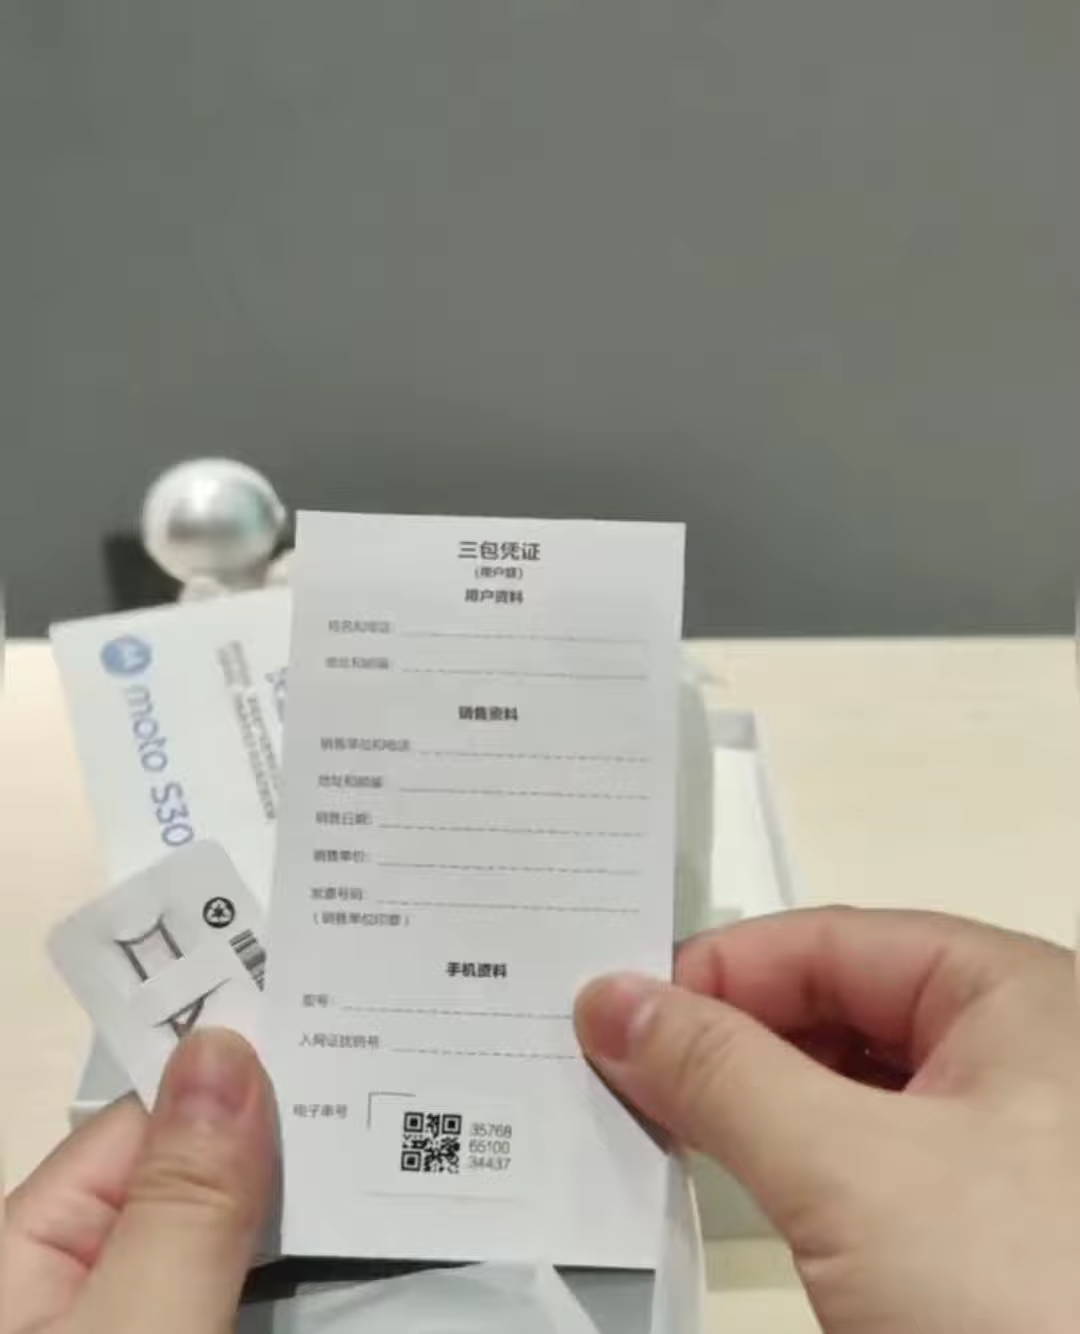 三包凭证
(用户联)
用户资料
姓名和电话:
地址和邮编:
销售资料
销售单位和电话:
地址和邮编:
销售日期:
销售单价:
发票号码:
(销售单位印章)
手机资料
型号:
入网证扰码号
电子串号
35768
65100
34437
moto S30